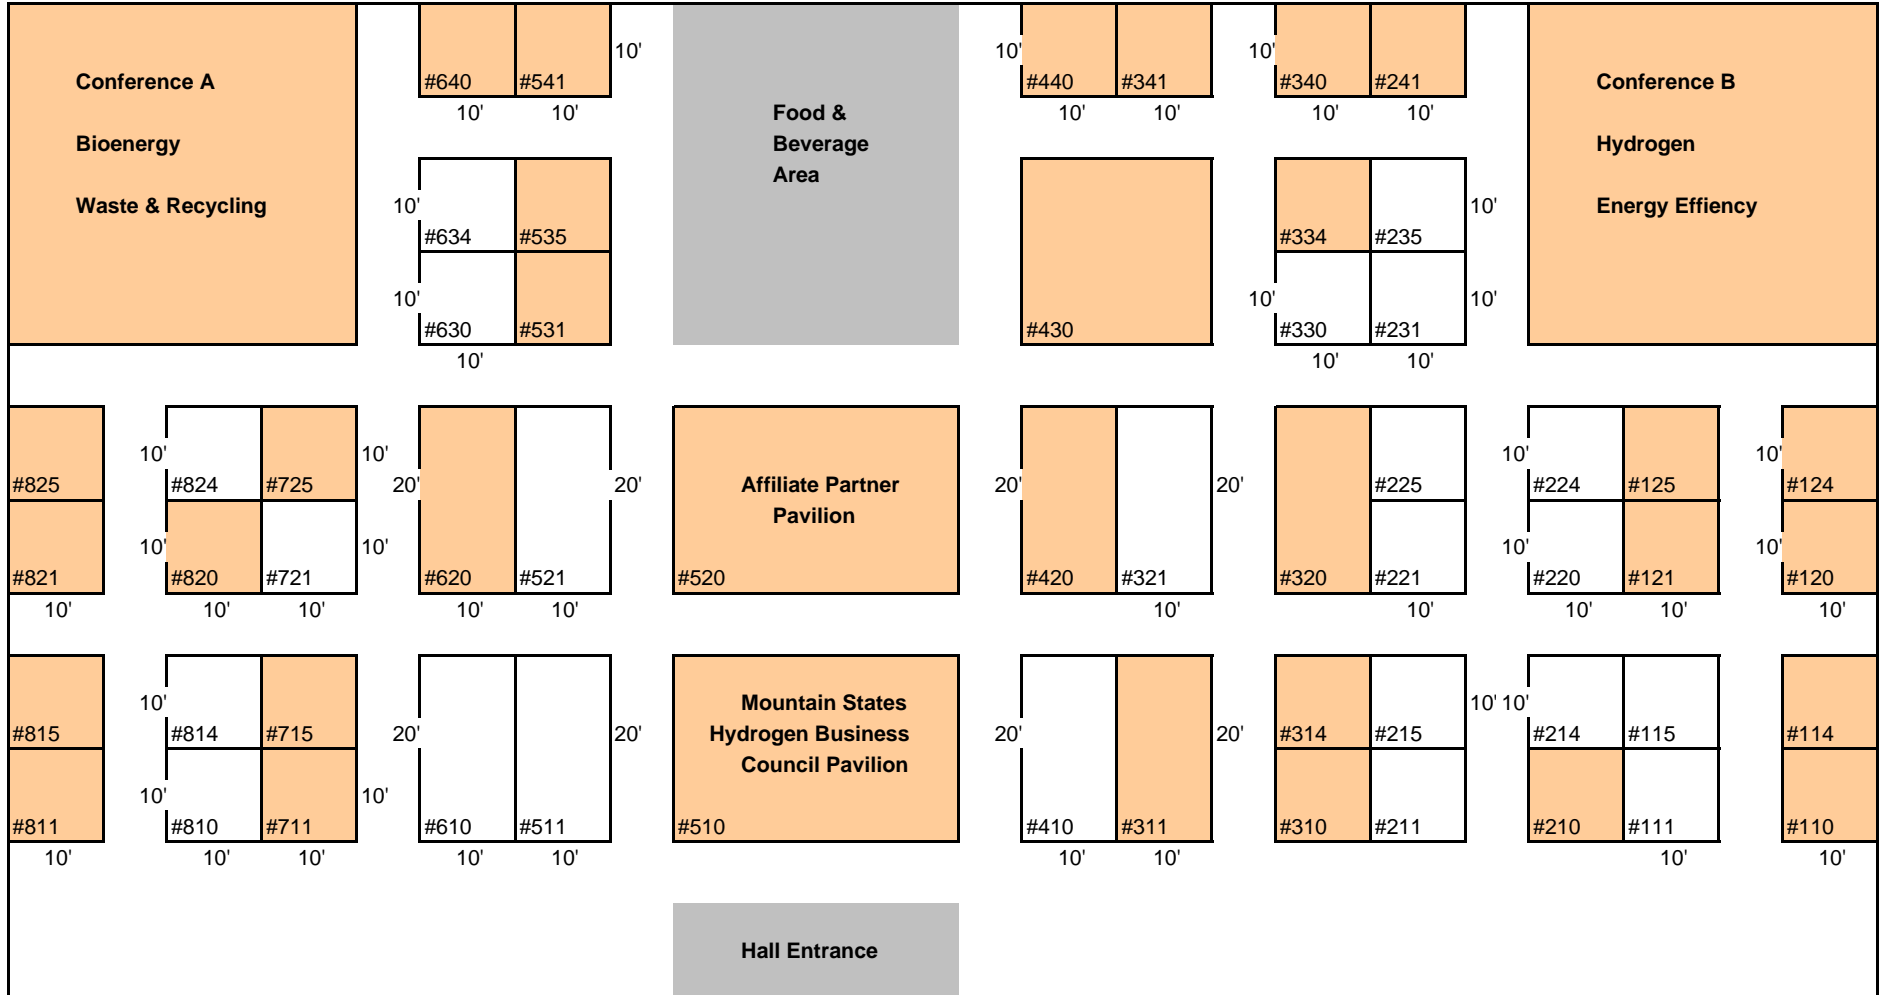 10' 10' 10'
#640 #541 #440 #341 #340 #241
Conference A
Conference B
10' 10' 10' 10' 10' 10'
Food &
Beverage
Area
Bioenergy
Hydrogen
Waste & Recycling
Energy Effiency
10' 10'
#634 #535 #334 #235
10' 10' 10'
#630 #531 #430 #330 #231
10' 10' 10'
10' 10' 10' 10'
#825 #824 #725 20' 20' Affiliate Partner 20' 20' #225 #224 #125 #124
Pavilion
10' 10' 10' 10'
#821 #820 #721 #620 #521 #520 #420 #321 #320 #221 #220 #121 #120
10' 10' 10' 10' 10' 10' 10' 10' 10' 10'
10' Mountain States 10' 10'
#815 #814 #715 20' 20' Hydrogen Business 20' 20' #314 #215 #214 #115 #114
Council Pavilion
10' 10'
#811 #810 #711 #610 #511 #510 #410 #311 #310 #211 #210 #111 #110
10' 10' 10' 10' 10' 10' 10' 10' 10'
Hall Entrance